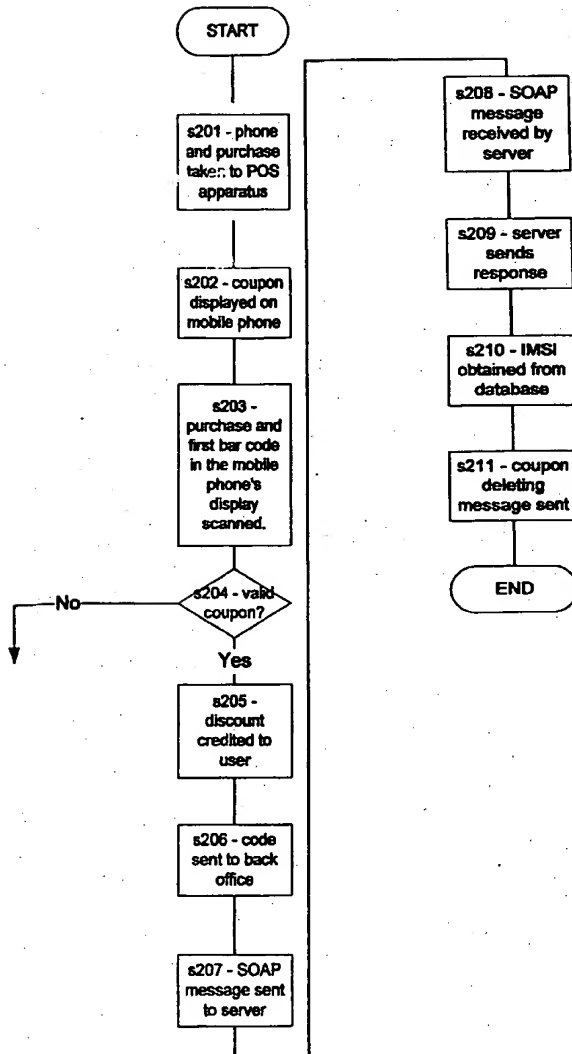 START
s201 - phone
and purchase
taken to POS
apparatus
s202 - coupon
displayed on
mobile phone
s203 -
purchase and
first bar code
in the mobile
phone's
display
scanned.
s204 - valid
coupon?
No
Yes
s205 -
discount
credited to
user
s206 - code
sent to back
office
s207 - SOAP
message sent
to server
s208 - SOAP
message
received by
server
s209 - server
sends
response
s210 - IMSI
obtained from
database
s211 - coupon
deleting
message sent
END